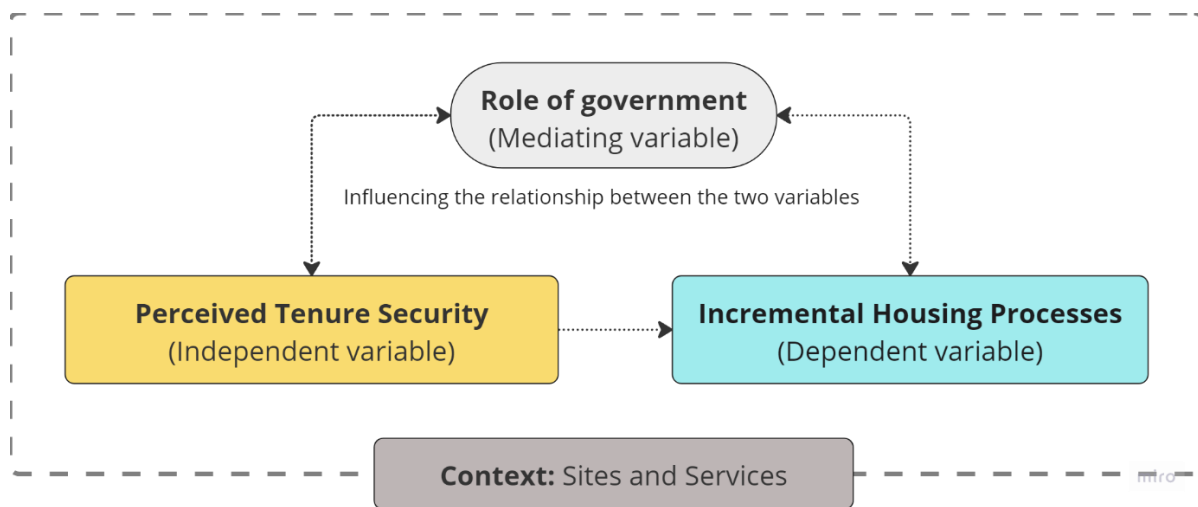 Role of government
(Mediating variable)
Influencing the relationship between the two variables
Perceived Tenure Security
(Independent variable)
Incremental Housing Processes
(Dependent variable)
Context: Sites and Services
miro